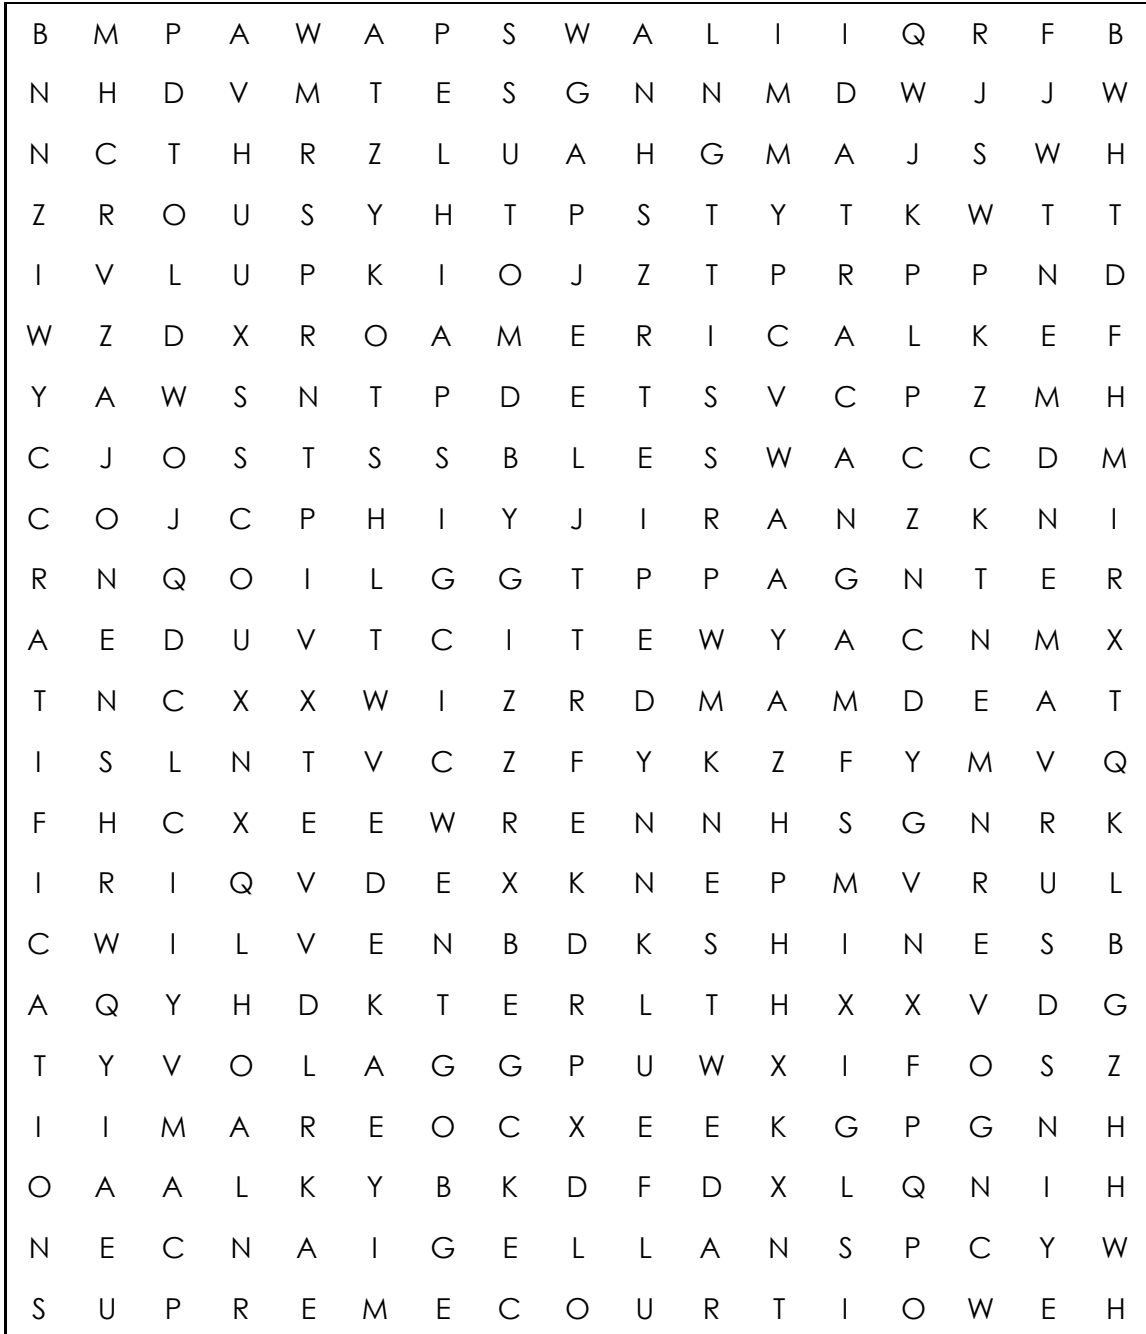 B M P A W A P S W A L I I Q R F B
N H D V M T E S G N N M D W J J W
N C T H R Z L U A H G M A J S W H
Z R O U S Y H T P S T Y T K W T T
I V L U P K I O J Z T P R P P N D
W Z D X R O A M E R I C A L K E F
Y A W S N T P D E T S V C P Z M H
C J O S T S S B L E S W A C C D M
C O J C P H I Y J I R A N Z K N I
R N Q O I L G G T P P A G N T E R
A E D U V T C I T E W Y A C N M X
T N C X X W I Z R D M A M D E A T
I S L N T V C Z F Y K Z F Y M V Q
F H C X E E W R E N N H S G N R K
I R I Q V D E X K N E P M V R U L
C W I L V E N B D K S H I N E S B
A Q Y H D K T E R L T H X X V D G
T Y V O L A G G P U W X I F O S Z
I I M A R E O C X E E K G P G N H
O A A L K Y B K D F D X L Q N I H
N E C N A I G E L L A N S P C Y W
S U P R E M E C O U R T I O W E H